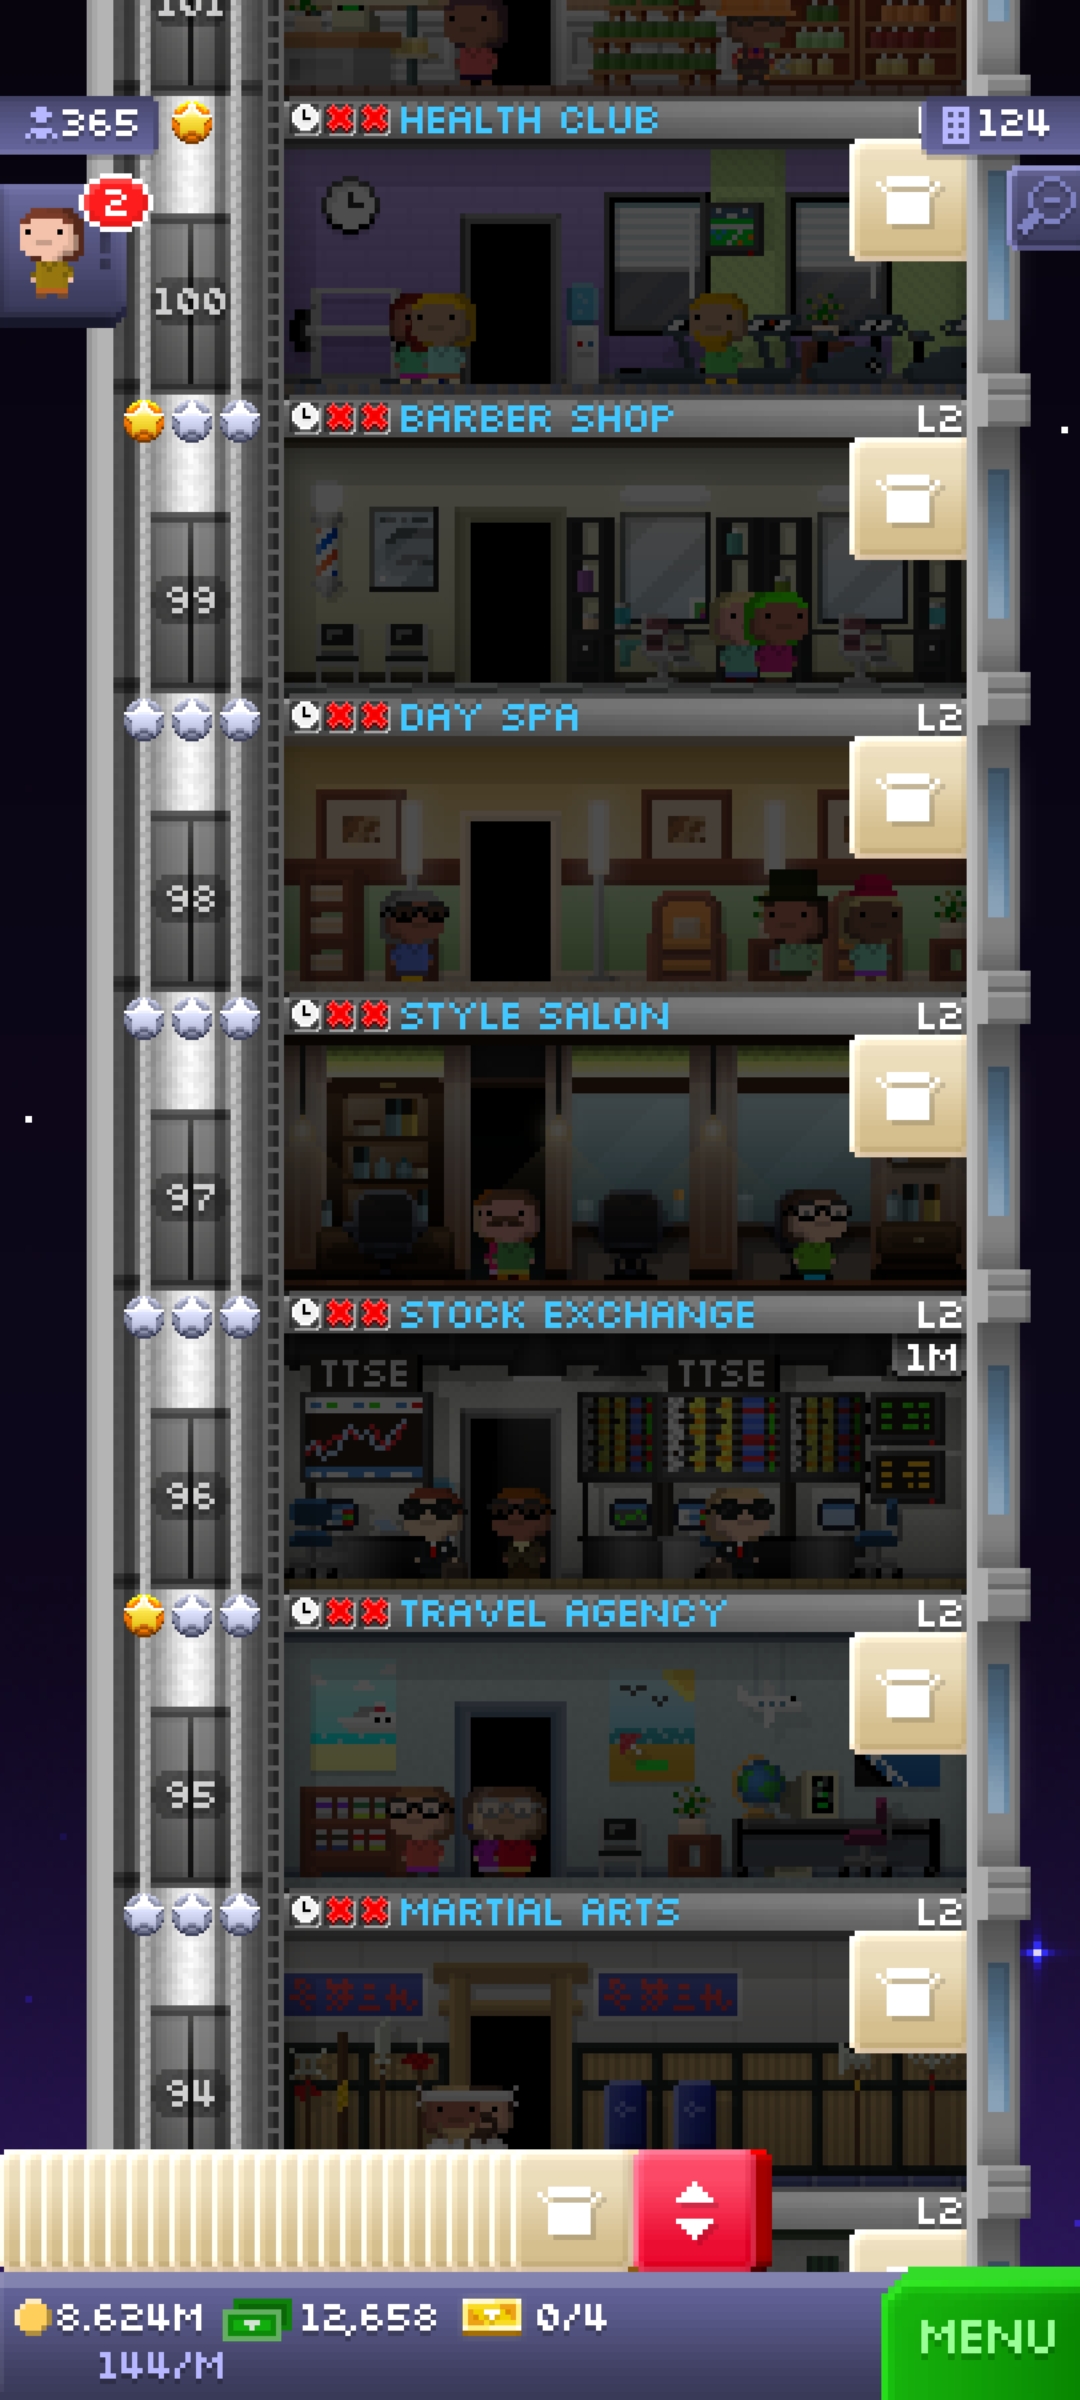 101
365
HEALTH CLUB
124
2
100
BARBER SHOP L2
99
DAY SPA L2
98
STYLE SALON L2
97
STOCK EXCHANGE L2
1M
TTSE TTSE
96
TRAVEL AGENCY L2
95
MARTIAL ARTS L2
94
L2
8.624M 12,658 0/4
MENU
144/M